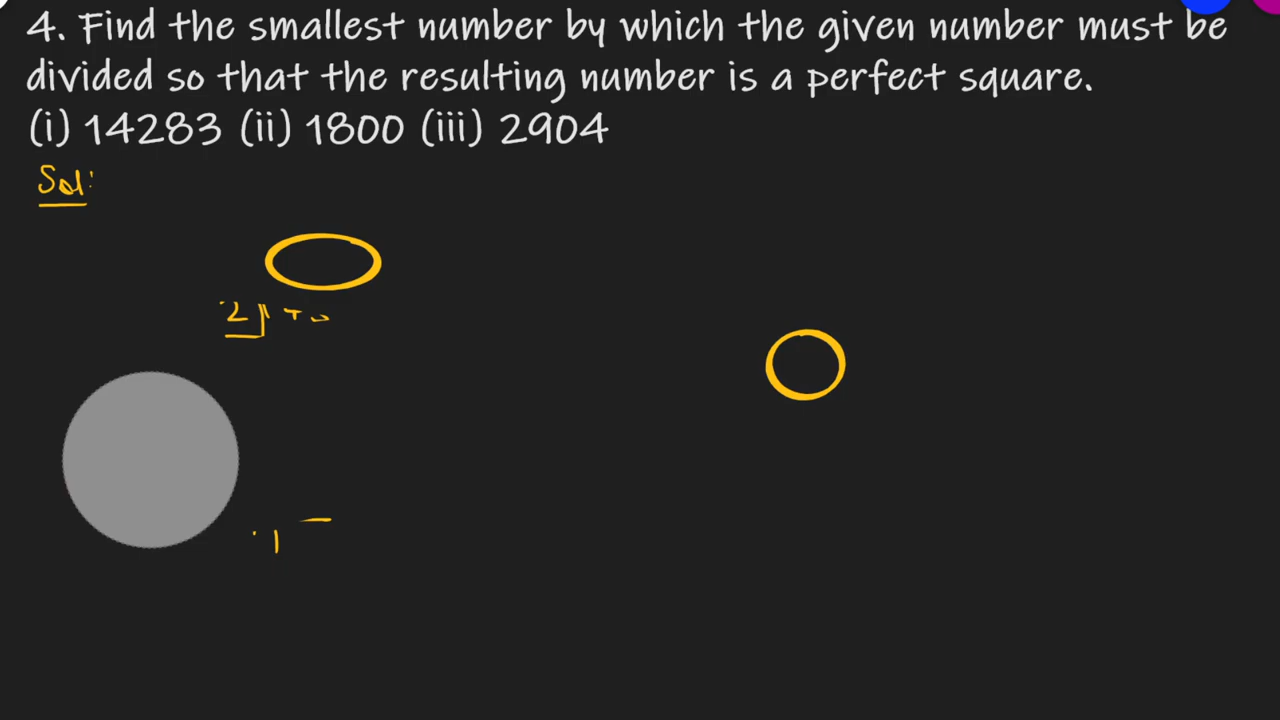 4. Find the smallest number by which the given number must be
divided so that the resulting number is a perfect square.
(i) 14283 (ii) 1800 (iii) 2904
Sol:
2